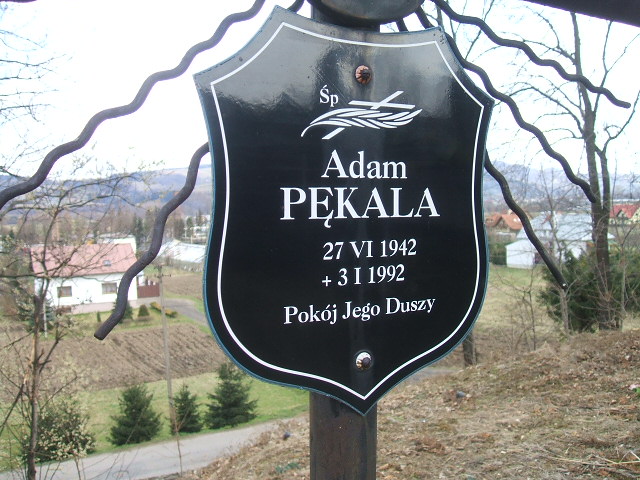 Śp
Adam
PĘKALA
27 VI 1942
+ 3 I 1992
Pokój Jego Duszy